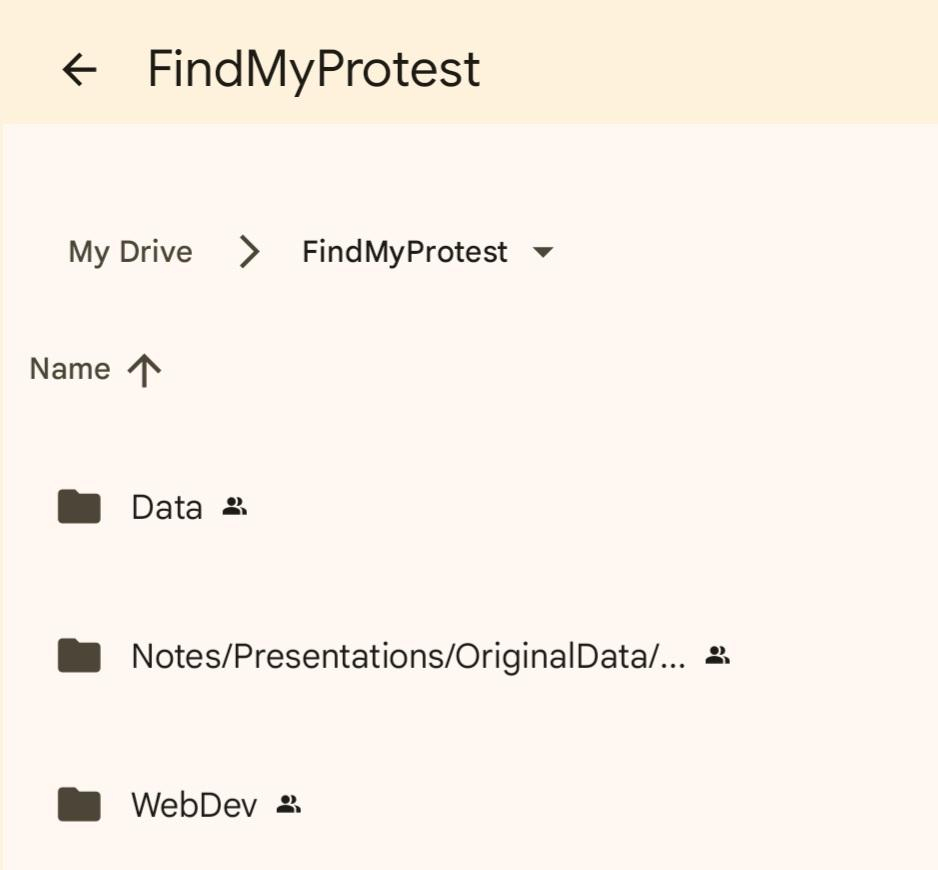 FindMyProtest
My Drive FindMyProtest
Name
Data
Notes/Presentations/OriginalData/...
WebDev